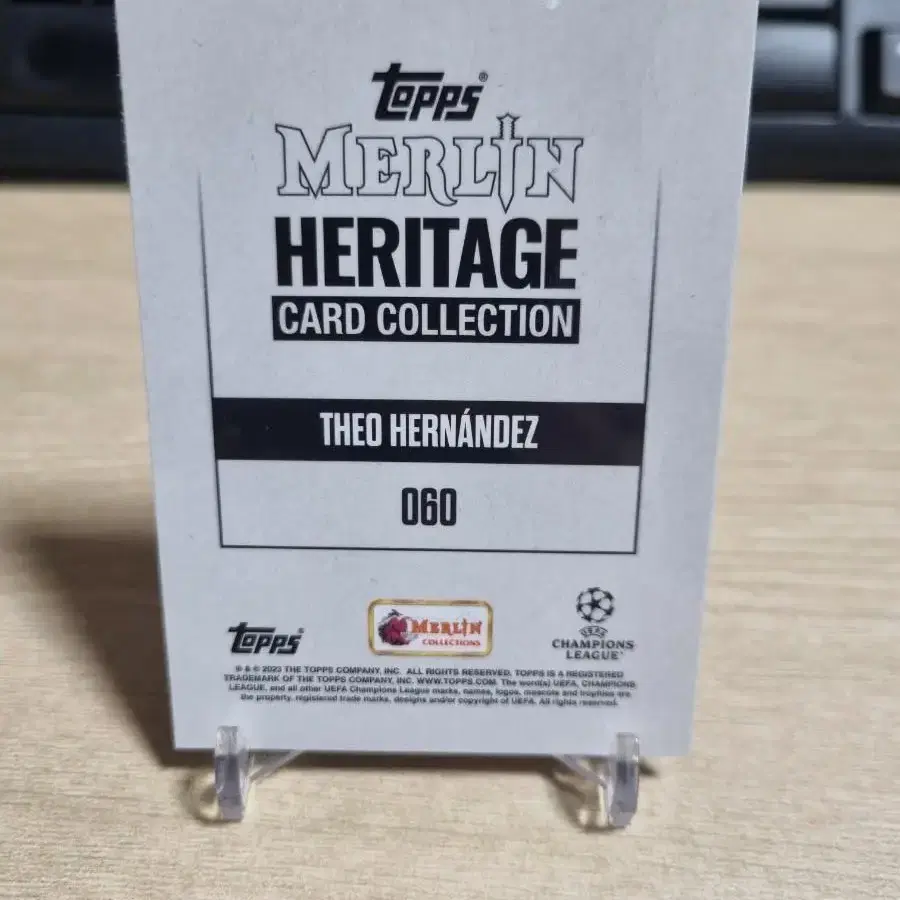 Topps®
MERLIN
HERITAGE
CARD COLLECTION
THEO HERNÁNDEZ
060
Topps®
MERLIN
COLLECTIONS
UEFA
CHAMPIONS
LEAGUE®
® & © 2023 THE TOPPS COMPANY, INC. ALL RIGHTS RESERVED. TOPPS IS A REGISTERED
TRADEMARK OF THE TOPPS COMPANY, INC. WWW.TOPPS.COM. The word(s) UEFA, CHAMPIONS
LEAGUE, and all other UEFA Champions League marks, names, logos, mascots and trophies are
the property, registered trade marks, designs and/or copyright of UEFA. All rights reserved.